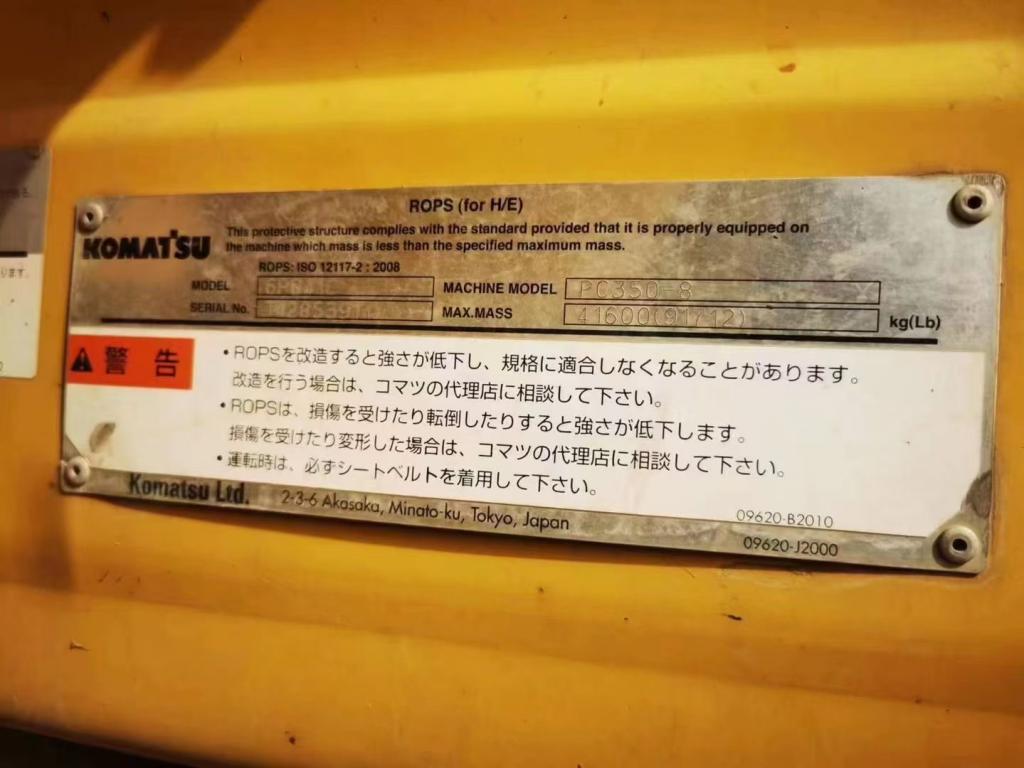 ROPS (for H/E)
KOMATSU
This protective structure complies with the standard provided that it is properly equipped on
the machine which mass is less than the specified maximum mass.
ROPS: ISO 12117-2 : 2008
MODEL MACHINE MODEL PC350-8
SERIAL No. MAX.MASS 41600(91712) kg(Lb)
警告
・ROPSを改造すると強さが低下し、規格に適合しなくなることがあります。
改造を行う場合は、コマツの代理店に相談して下さい。
・ROPSは、損傷を受けたり転倒したりすると強さが低下します。
損傷を受けたり変形した場合は、コマツの代理店に相談して下さい。
・運転時は、必ずシートベルトを着用して下さい。
Komatsu Ltd. 2-3-6 Akasaka, Minato-ku, Tokyo, Japan
09620-B2010
09620-J2000